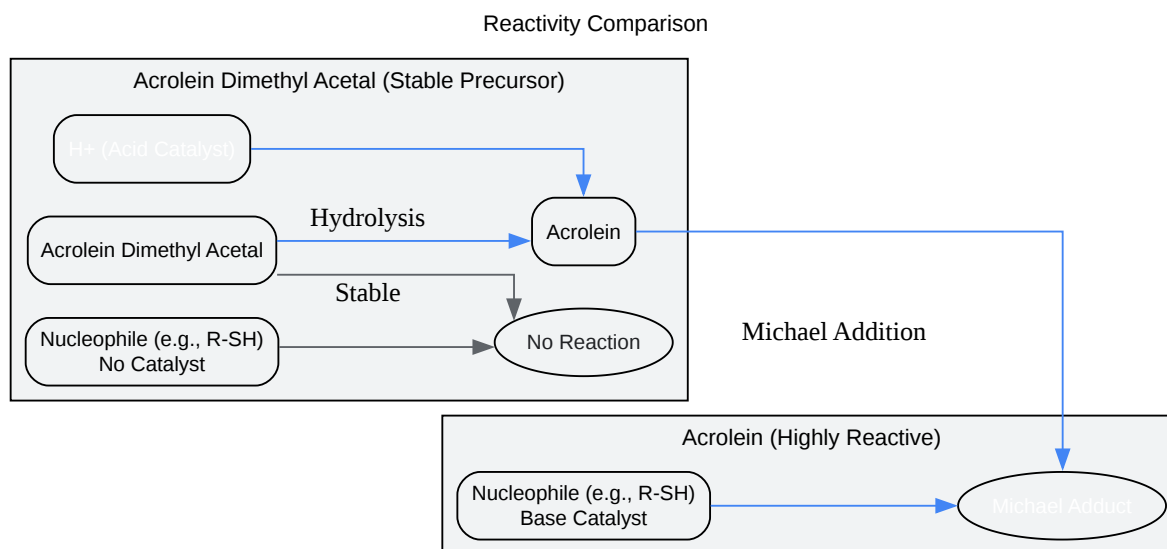 Reactivity Comparison
Acrolein Dimethyl Acetal (Stable Precursor)
H+ (Acid Catalyst)
Hydrolysis
Acrolein Dimethyl Acetal
Acrolein
Stable
Nucleophile (e.g., R-SH)
No Catalyst
No Reaction
Michael Addition
Acrolein (Highly Reactive)
Nucleophile (e.g., R-SH)
Base Catalyst
Michael Adduct